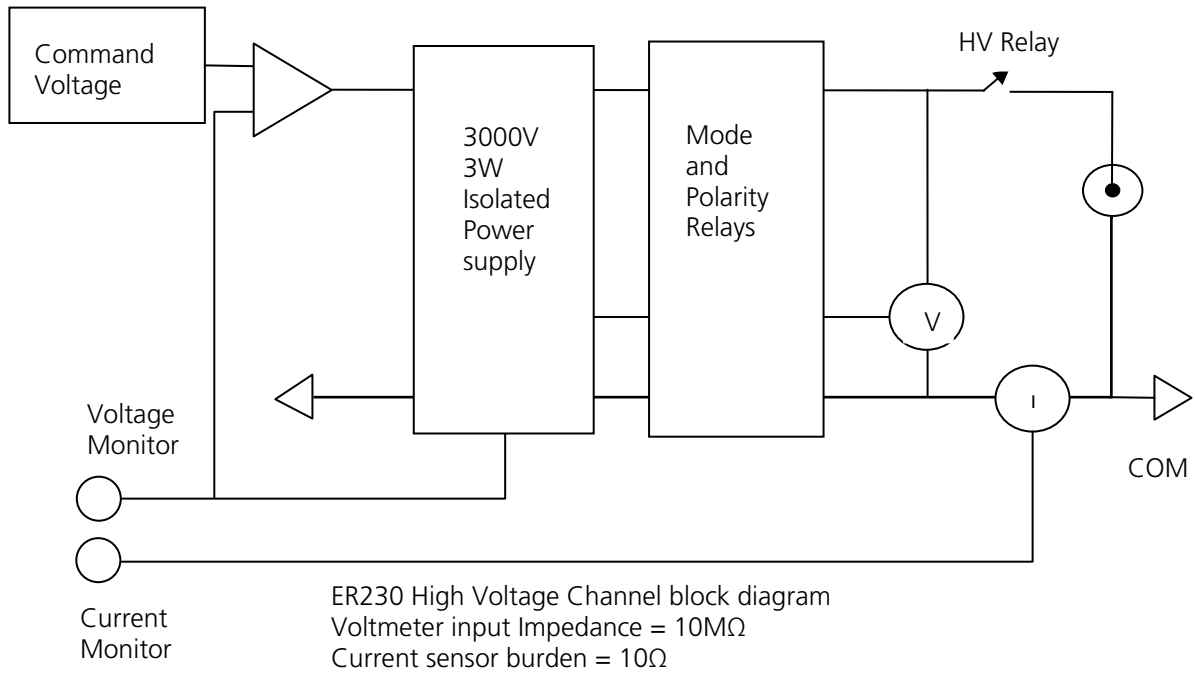 Command
Voltage
3000V
3W
Isolated
Power
supply
Mode
and
Polarity
Relays
HV Relay
V
I
COM
Voltage
Monitor
Current
Monitor
ER230 High Voltage Channel block diagram
Voltmeter input Impedance = 10MΩ
Current sensor burden = 10Ω